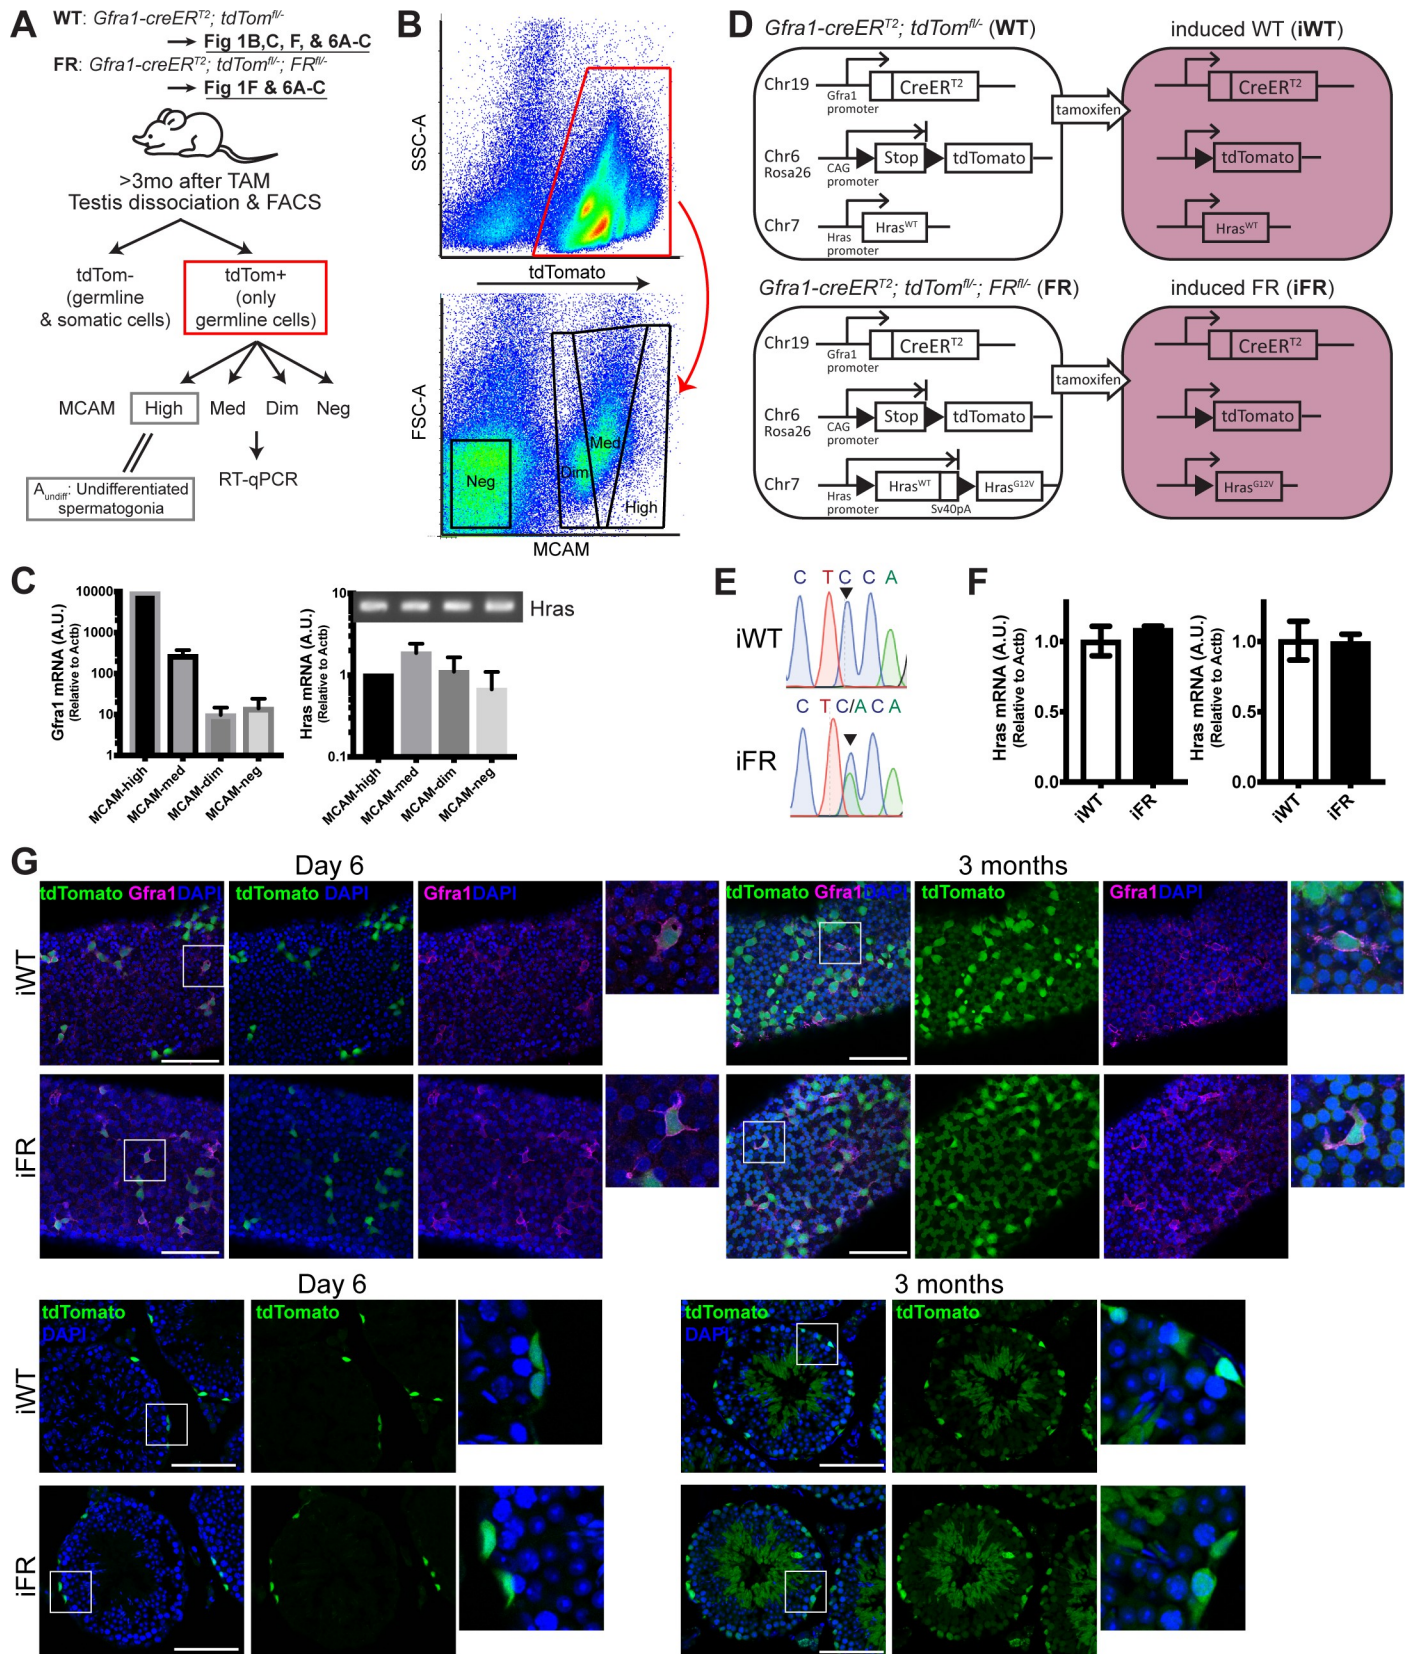 A
WT: Gfra1-creERT2; tdTomfl/-
→ Fig 1B,C, F, & 6A-C
FR: Gfra1-creERT2; tdTomfl/-; FRfl/-
→ Fig 1F & 6A-C
>3mo after TAM
Testis dissociation & FACS
tdTom-
(germline
& somatic cells)
tdTom+
(only
germline cells)
MCAM High Med Dim Neg
Aundiff: Undifferentiated
spermatogonia
RT-qPCR
B
SSC-A
tdTomato
FSC-A
Neg
Dim
Med
High
MCAM
D
Gfra1-creERT2; tdTomfl/- (WT)
induced WT (iWT)
Chr19
Gfra1
promoter
CreERT2
Chr6
Rosa26
CAG
promoter
Stop
tdTomato
Chr7
Hras
promoter
HrasWT
tamoxifen
CreERT2
tdTomato
HrasWT
Gfra1-creERT2; tdTomfl/-; FRfl/- (FR)
induced FR (iFR)
Chr19
Gfra1
promoter
CreERT2
Chr6
Rosa26
CAG
promoter
Stop
tdTomato
Chr7
Hras
promoter
HrasWT
Sv40pA
HrasG12V
tamoxifen
CreERT2
tdTomato
HrasG12V
C
Gfra1 mRNA (A.U.)
(Relative to Actb)
10000
1000
100
10
1
MCAM-high
MCAM-med
MCAM-dim
MCAM-neg
Hras mRNA (A.U.)
(Relative to Actb)
10
1
0.1
Hras
MCAM-high
MCAM-med
MCAM-dim
MCAM-neg
E
C T C C A
iWT
C T C/A C A
iFR
F
Hras mRNA (A.U.)
(Relative to Actb)
1.0
0.5
0.0
iWT
iFR
Hras mRNA (A.U.)
(Relative to Actb)
1.0
0.5
0.0
iWT
iFR
G
Day 6
3 months
tdTomato Gfra1DAPI
tdTomato DAPI
Gfra1DAPI
tdTomato Gfra1DAPI
tdTomato
Gfra1DAPI
iWT
iFR
Day 6
3 months
tdTomato
DAPI
tdTomato
tdTomato
DAPI
tdTomato
iWT
iFR